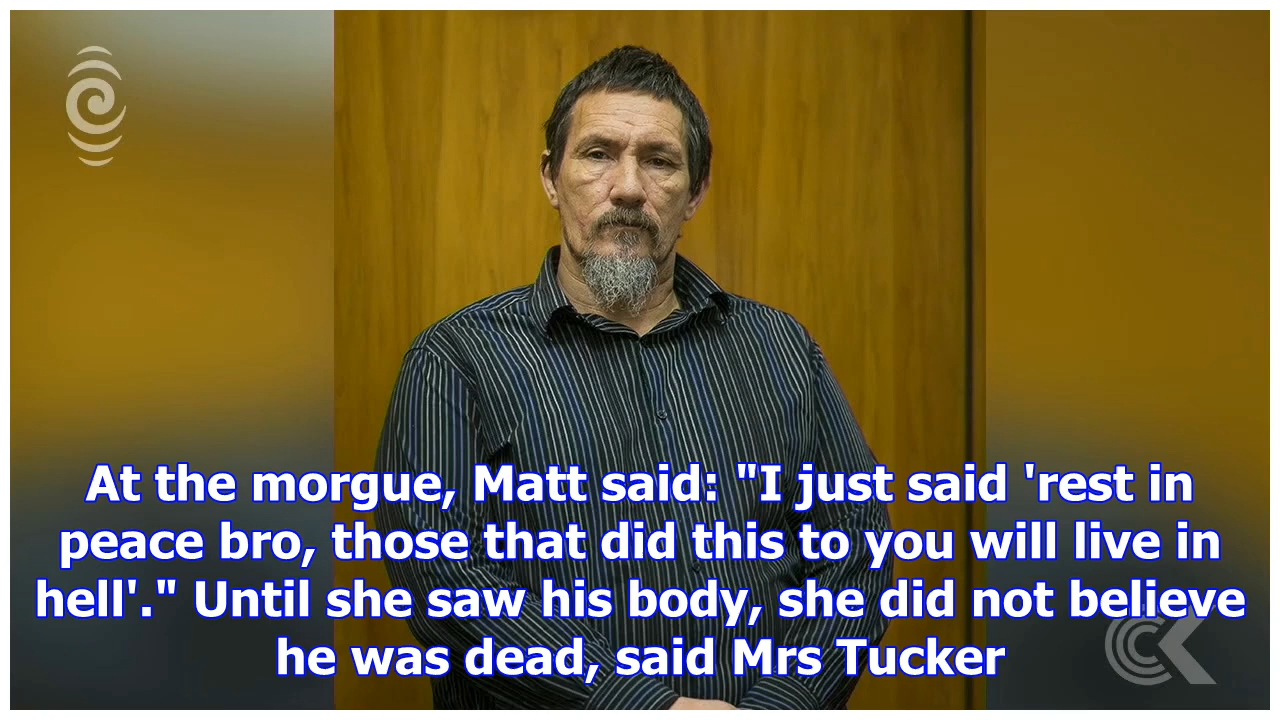 At the morgue, Matt said: "I just said 'rest in
peace bro, those that did this to you will live in
hell'." Until she saw his body, she did not believe
he was dead, said Mrs Tucker